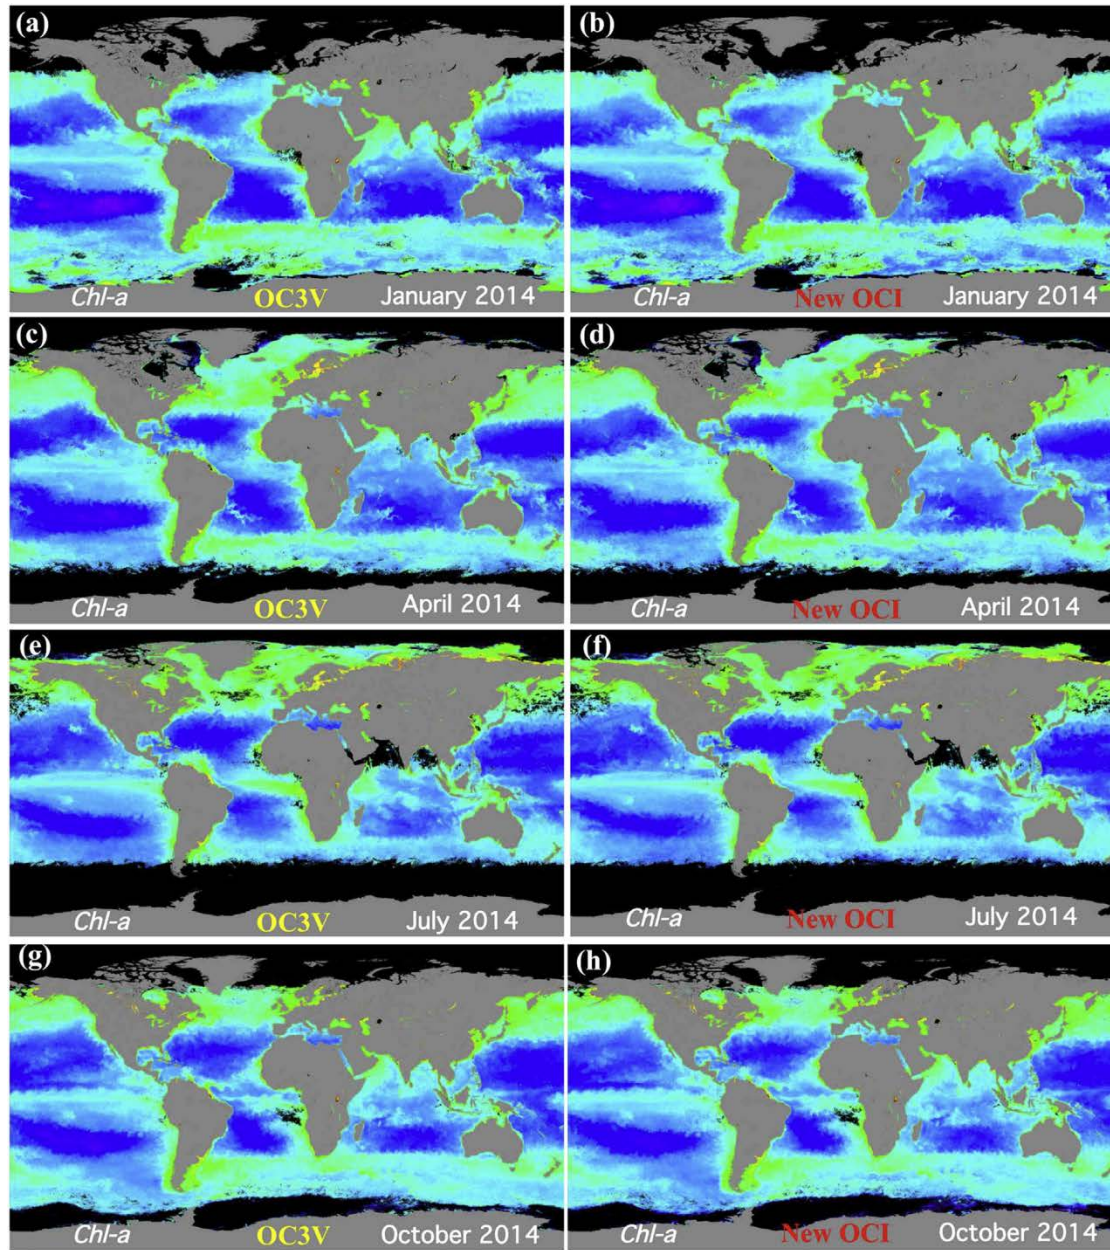 (a)
Chl-a OC3V January 2014
(b)
Chl-a New OCI January 2014
(c)
Chl-a OC3V April 2014
(d)
Chl-a New OCI April 2014
(e)
Chl-a OC3V July 2014
(f)
Chl-a New OCI July 2014
(g)
Chl-a OC3V October 2014
(h)
Chl-a New OCI October 2014